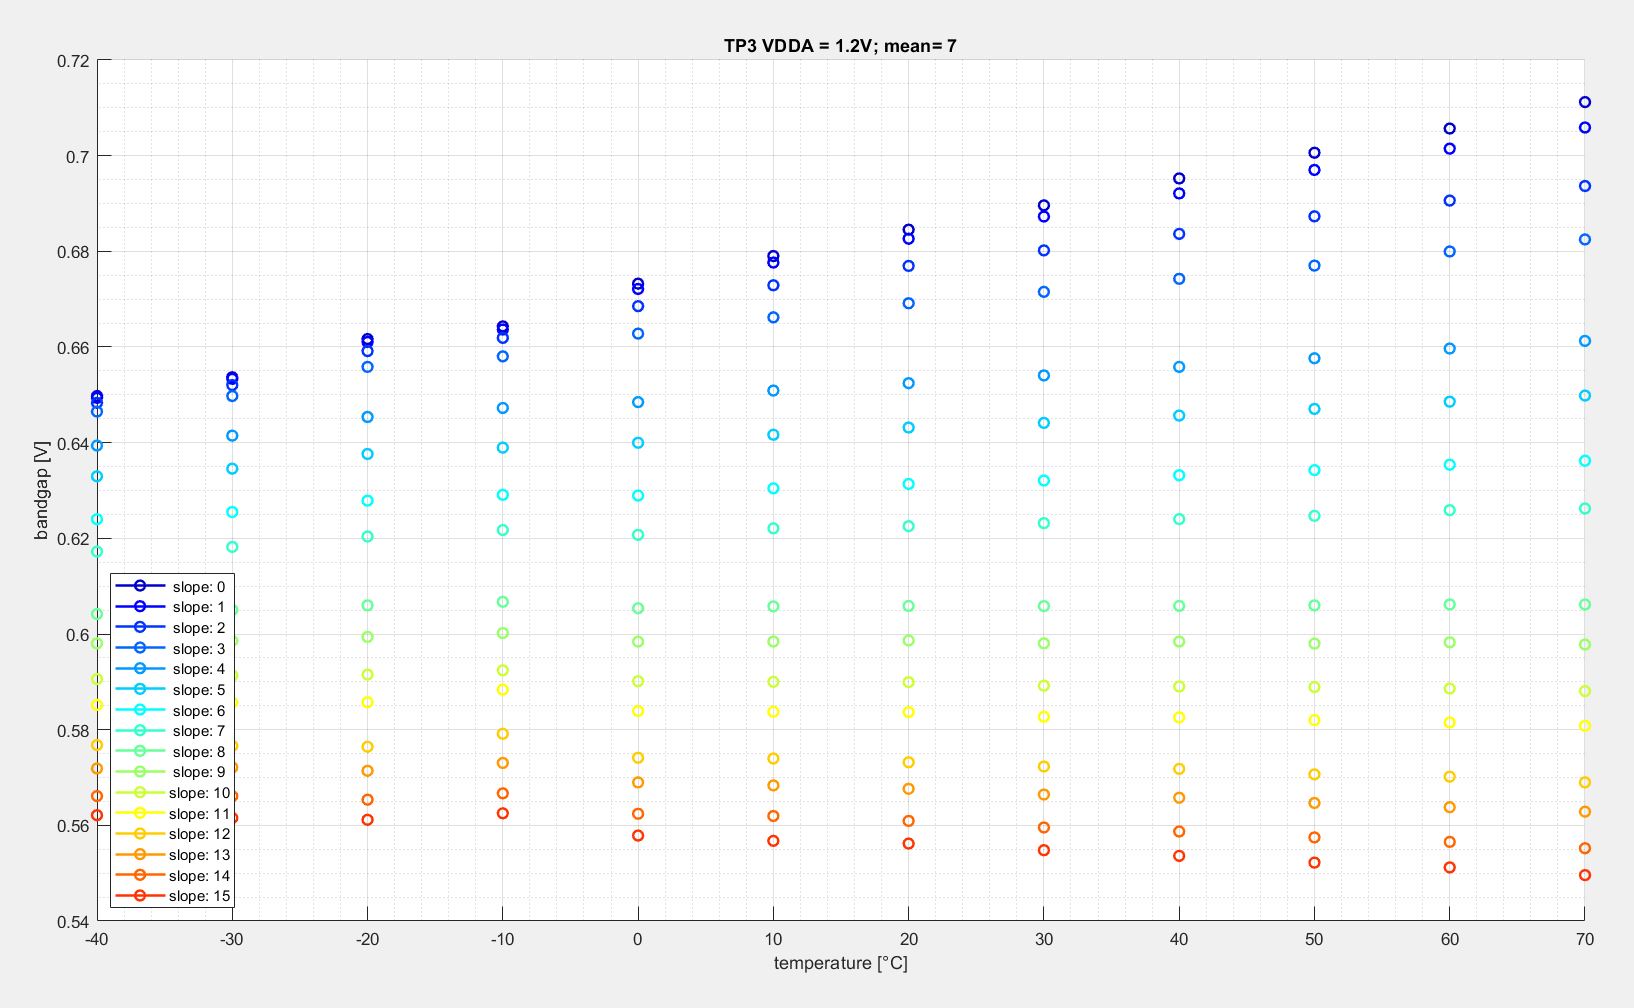 TP3 VDDA = 1.2V; mean= 7
0.72
0.7
0.68
0.66
0.64
0.62
0.6
0.58
0.56
0.54
bandgap [V]
slope: 0
slope: 1
slope: 2
slope: 3
slope: 4
slope: 5
slope: 6
slope: 7
slope: 8
slope: 9
slope: 10
slope: 11
slope: 12
slope: 13
slope: 14
slope: 15
-40 -30 -20 -10 0 10 20 30 40 50 60 70
temperature [°C]